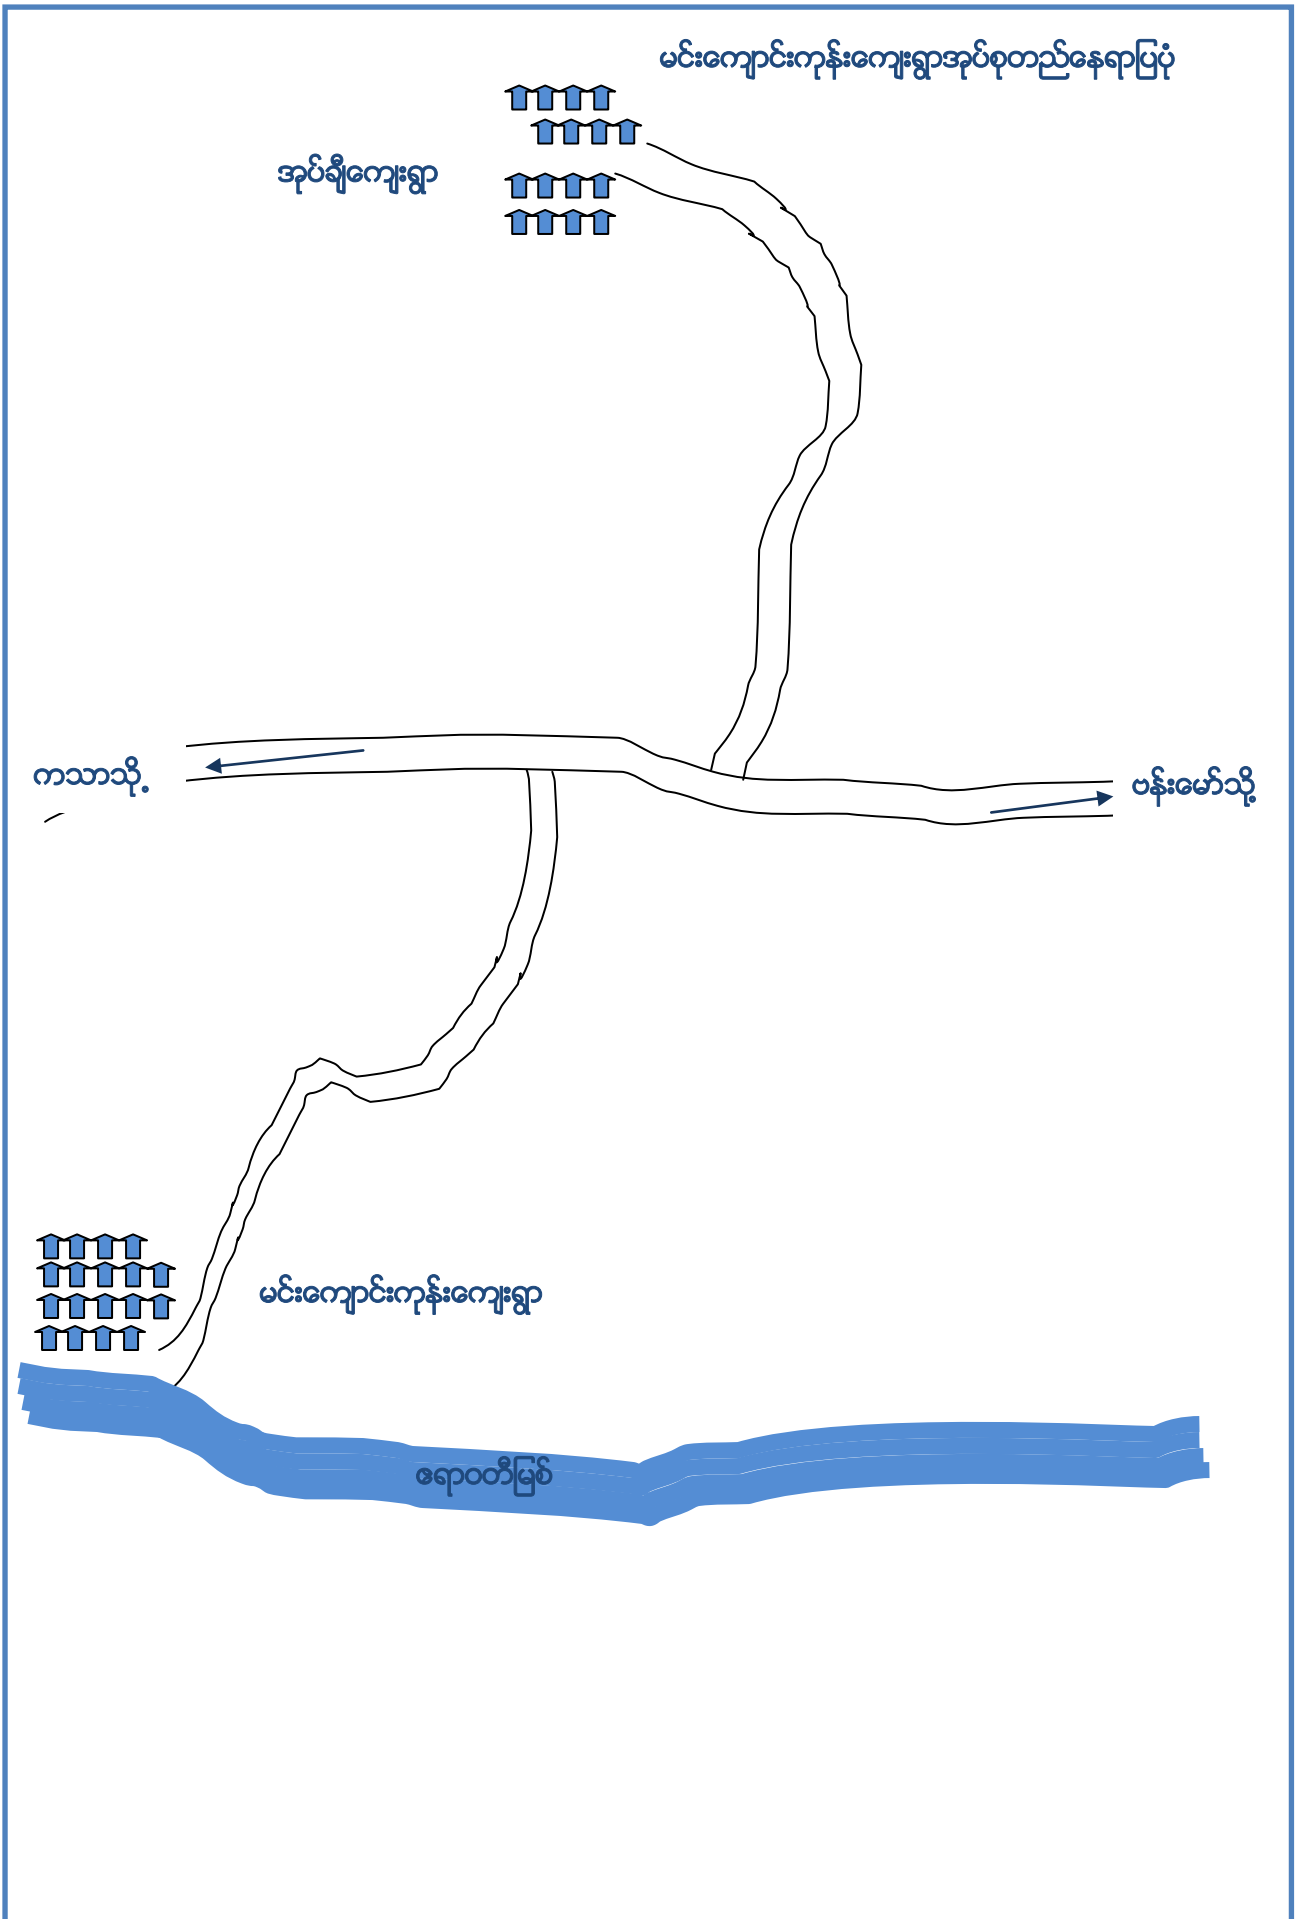 မင်းကျောင်းကုန်းကျေးရွာအုပ်စုတည်နေရာပြပုံ
အုပ်ချီကျေးရွာ
ကသာသို့
ဗန်းမော်သို့
မင်းကျောင်းကုန်းကျေးရွာ
ဧရာဝတီမြစ်